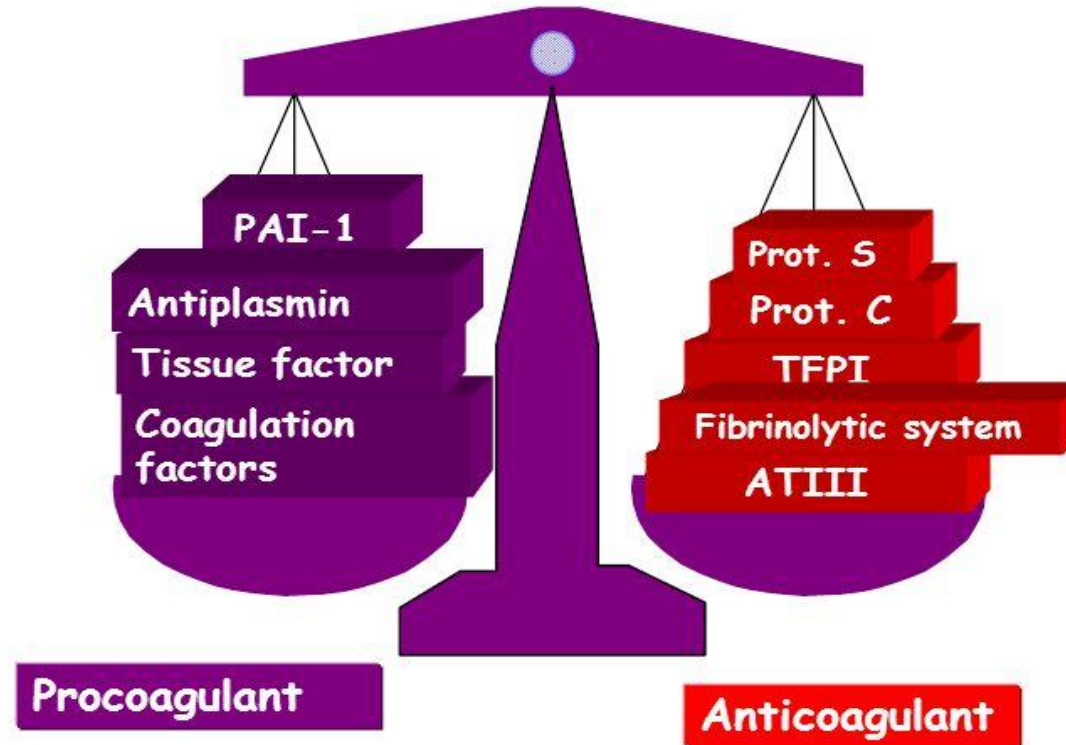 PAI-1
Antiplasmin
Tissue factor
Coagulation
factors
Procoagulant
Prot. S
Prot. C
TFPI
Fibrinolytic system
ATIII
Anticoagulant